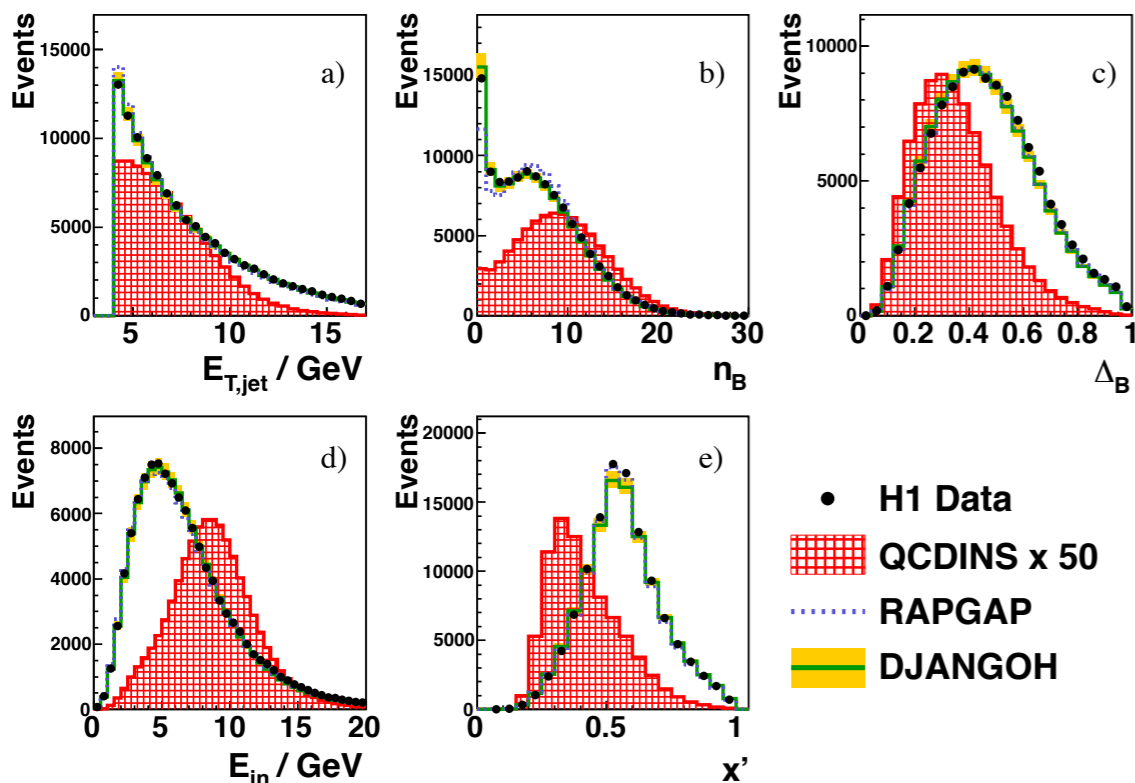 Events
15000
10000
5000
0
5 10 15
E_T,jet / GeV
a)
Events
15000
10000
5000
0
0 10 20 30
n_B
b)
Events
10000
5000
0
0.2 0.4 0.6 0.8 1
Δ_B
c)
Events
8000
6000
4000
2000
0
0 5 10 15 20
E_in / GeV
d)
Events
20000
15000
10000
5000
0
0 0.5 1
x'
e)
H1 Data
QCDINS x 50
RAPGAP
DJANGOH